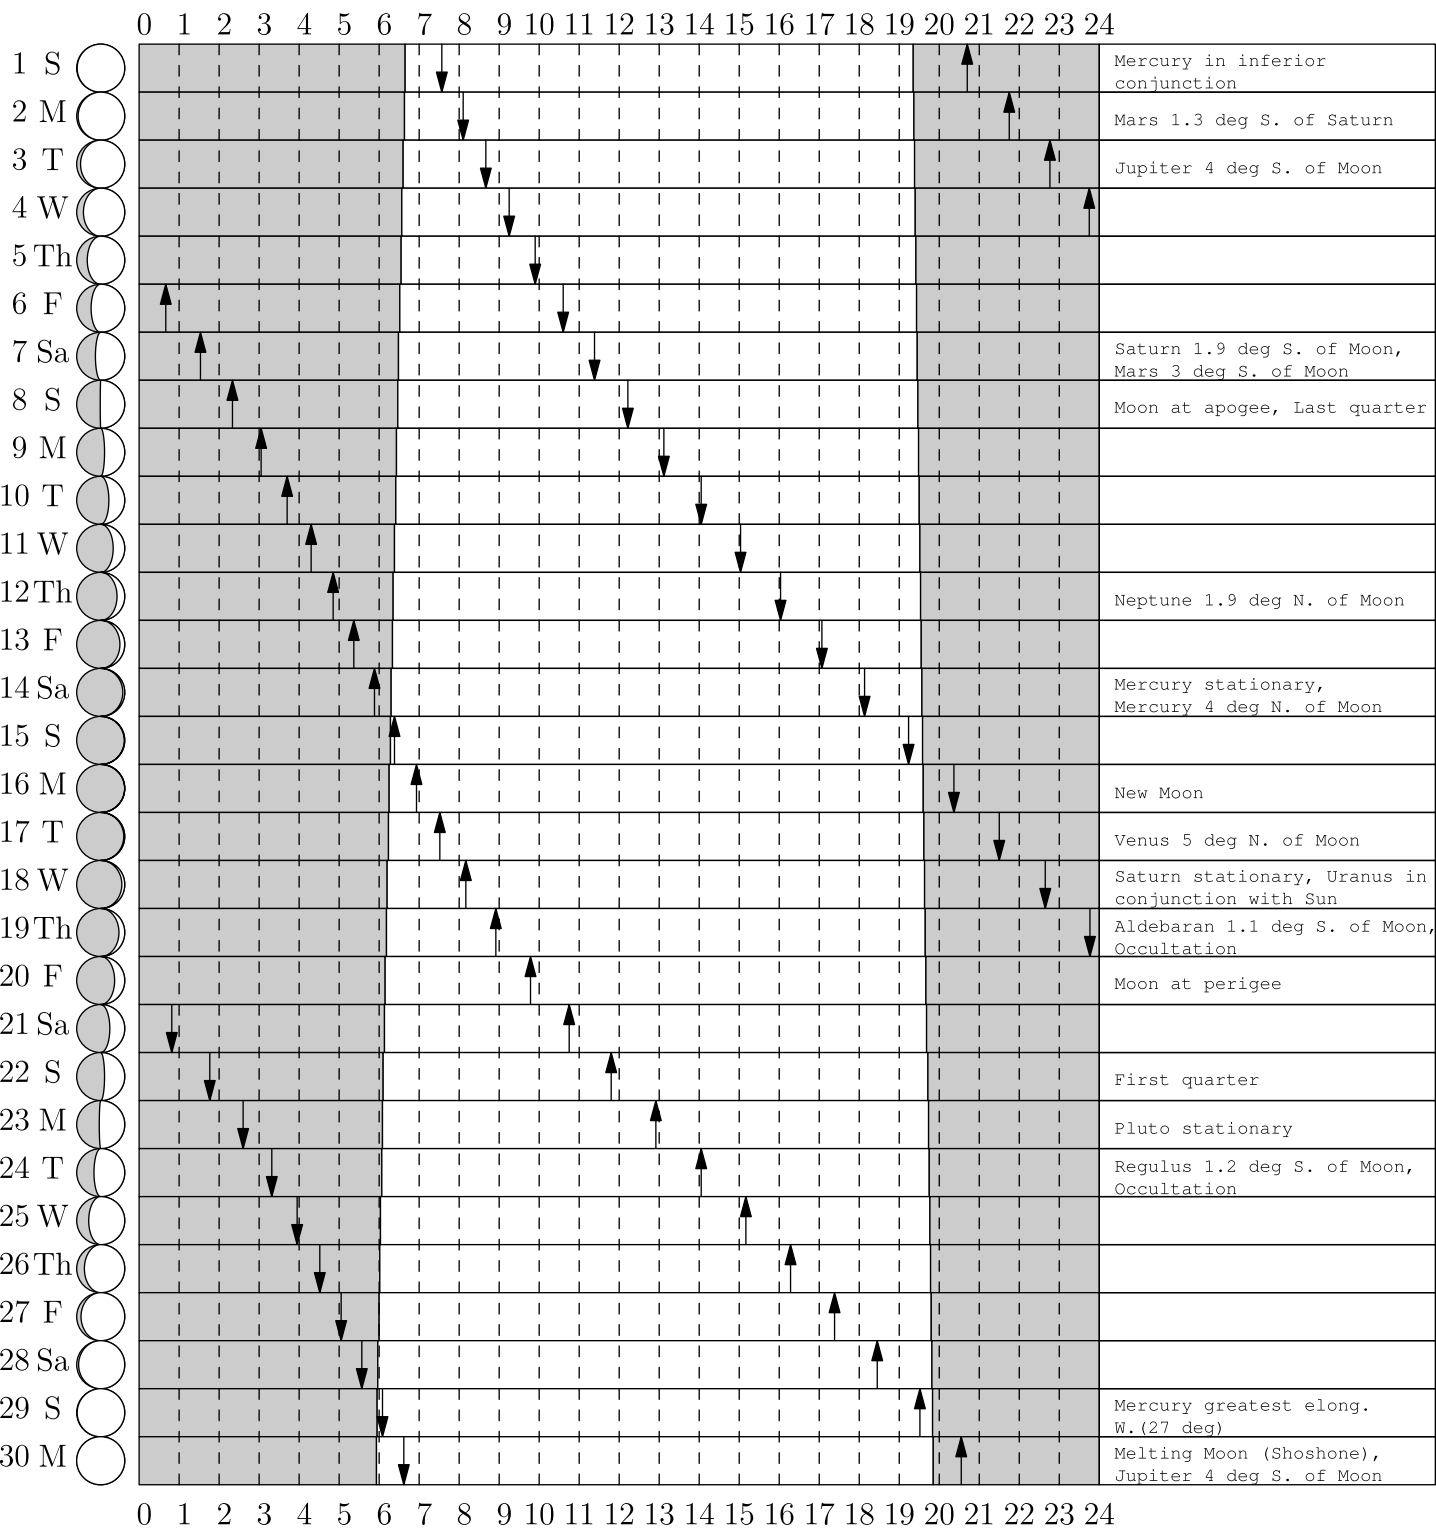 0 1 2 3 4 5 6 7 8 9 10 11 12 13 14 15 16 17 18 19 20 21 22 23 24
1 S Mercury in inferior
conjunction
2 M Mars 1.3 deg S. of Saturn
3 T Jupiter 4 deg S. of Moon
4 W
5 Th
6 F
7 Sa Saturn 1.9 deg S. of Moon,
Mars 3 deg S. of Moon
8 S Moon at apogee, Last quarter
9 M
10 T
11 W
12 Th Neptune 1.9 deg N. of Moon
13 F
14 Sa Mercury stationary,
Mercury 4 deg N. of Moon
15 S
16 M New Moon
17 T Venus 5 deg N. of Moon
18 W Saturn stationary, Uranus in
conjunction with Sun
19 Th Aldebaran 1.1 deg S. of Moon,
Occultation
20 F Moon at perigee
21 Sa
22 S First quarter
23 M Pluto stationary
24 T Regulus 1.2 deg S. of Moon,
Occultation
25 W
26 Th
27 F
28 Sa
29 S Mercury greatest elong.
W.(27 deg)
30 M Melting Moon (Shoshone),
Jupiter 4 deg S. of Moon
0 1 2 3 4 5 6 7 8 9 10 11 12 13 14 15 16 17 18 19 20 21 22 23 24